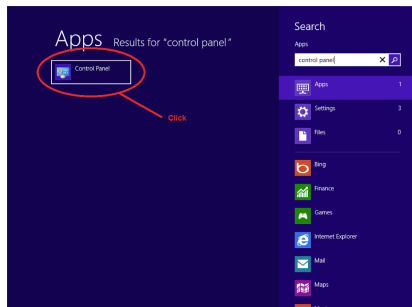 Apps Results for "control panel"
Control Panel
Click
Search
Apps
control panel
Apps 1
Settings 3
Files 0
Bing
Finance
Games
Internet Explorer
Mail
Maps